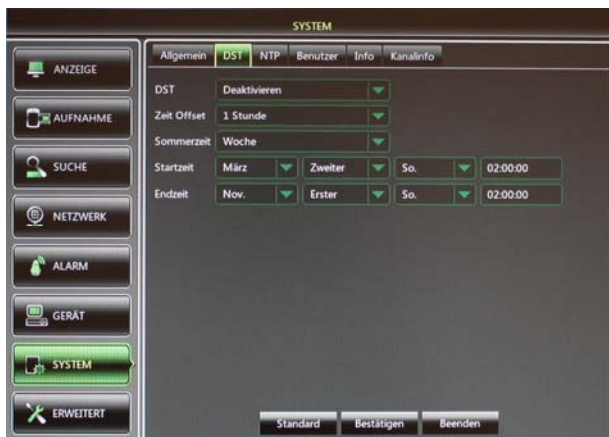 SYSTEM
ANZEIGE
AUFNAHME
SUCHE
NETZWERK
ALARM
GERÄT
SYSTEM
ERWEITERT
Allgemein DST NTP Benutzer Info Kanalinfo
DST Deaktivieren
Zeit Offset 1 Stunde
Sommerzeit Woche
Startzeit März Zweiter So. 02:00:00
Endzeit Nov. Erster So. 02:00:00
Standard Bestätigen Beenden